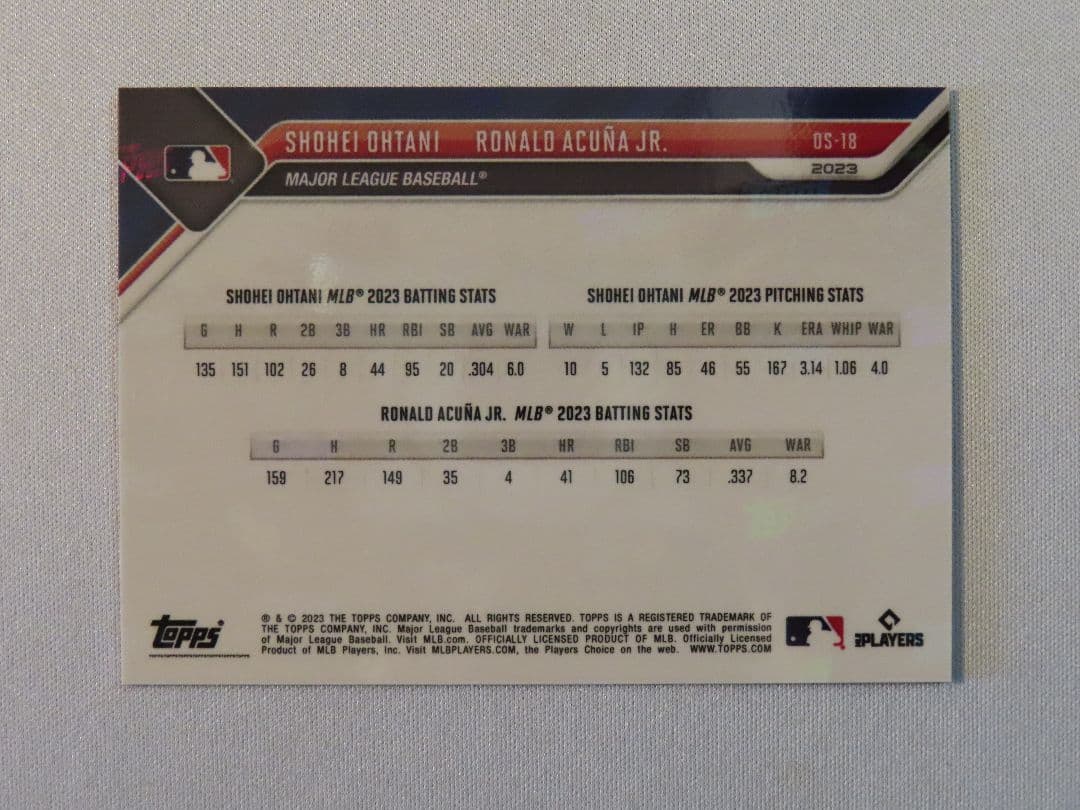 SHOHEI OHTANI RONALD ACUÑA JR. OS-18
MAJOR LEAGUE BASEBALL® 2023
SHOHEI OHTANI MLB® 2023 BATTING STATS
G H R 2B 3B HR RBI SB AVG WAR
135 151 102 26 8 44 95 20 .304 6.0
SHOHEI OHTANI MLB® 2023 PITCHING STATS
W L IP H ER BB K ERA WHIP WAR
10 5 132 85 46 55 167 3.14 1.06 4.0
RONALD ACUÑA JR. MLB® 2023 BATTING STATS
G H R 2B 3B HR RBI SB AVG WAR
159 217 149 35 4 41 106 73 .337 8.2
topps®
® & © 2023 THE TOPPS COMPANY, INC. ALL RIGHTS RESERVED. TOPPS IS A REGISTERED TRADEMARK OF
THE TOPPS COMPANY, INC. Major League Baseball trademarks and copyrights are used with permission
of Major League Baseball. Visit MLB.com. OFFICIALLY LICENSED PRODUCT OF MLB. Officially Licensed
Product of MLB Players, Inc. Visit MLBPLAYERS.COM, the Players Choice on the web. WWW.TOPPS.COM
PLAYERS